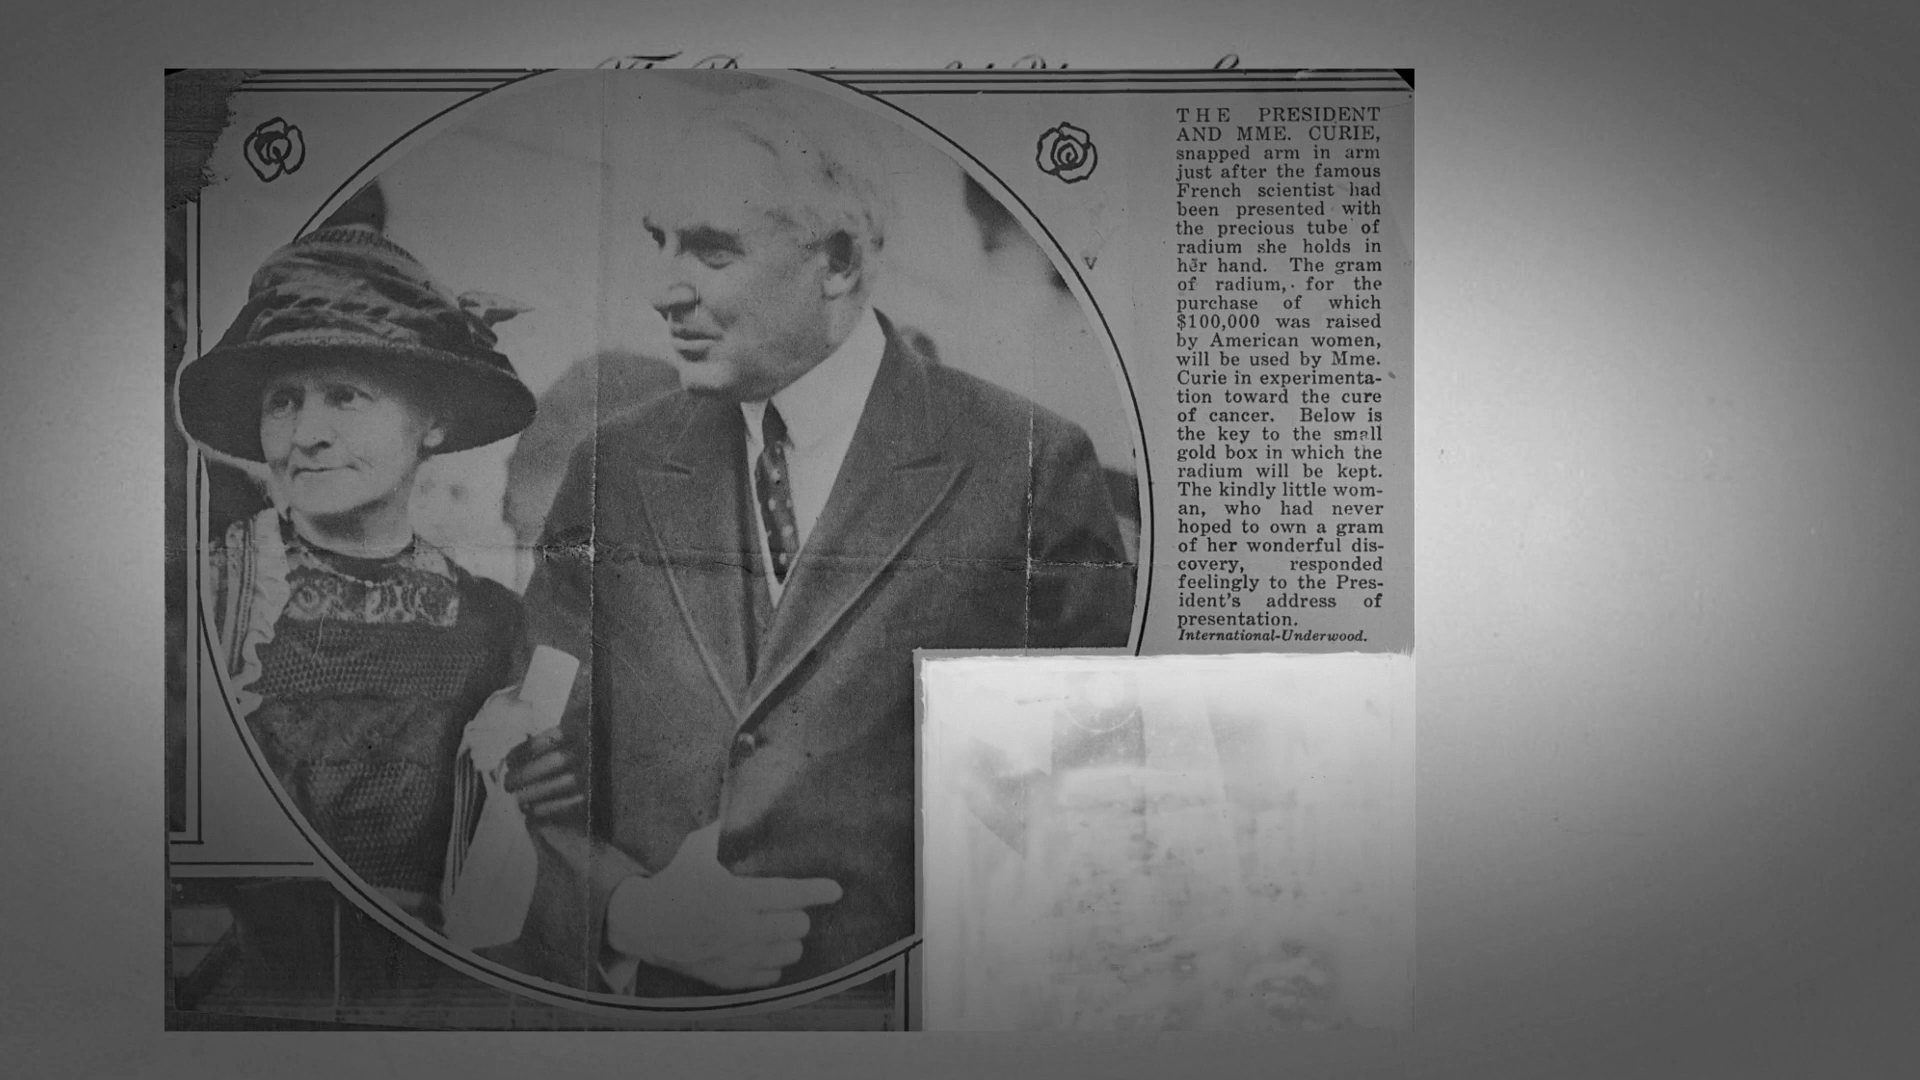 THE PRESIDENT
AND MME. CURIE,
snapped arm in arm
just after the famous
French scientist had
been presented with
the precious tube of
radium she holds in
her hand. The gram
of radium, for the
purchase of which
$100,000 was raised
by American women,
will be used by Mme.
Curie in experimenta-
tion toward the cure
of cancer. Below is
the key to the small
gold box in which the
radium will be kept.
The kindly little wom-
an, who had never
hoped to own a gram
of her wonderful dis-
covery, responded
feelingly to the Pres-
ident's address of
presentation.
International-Underwood.